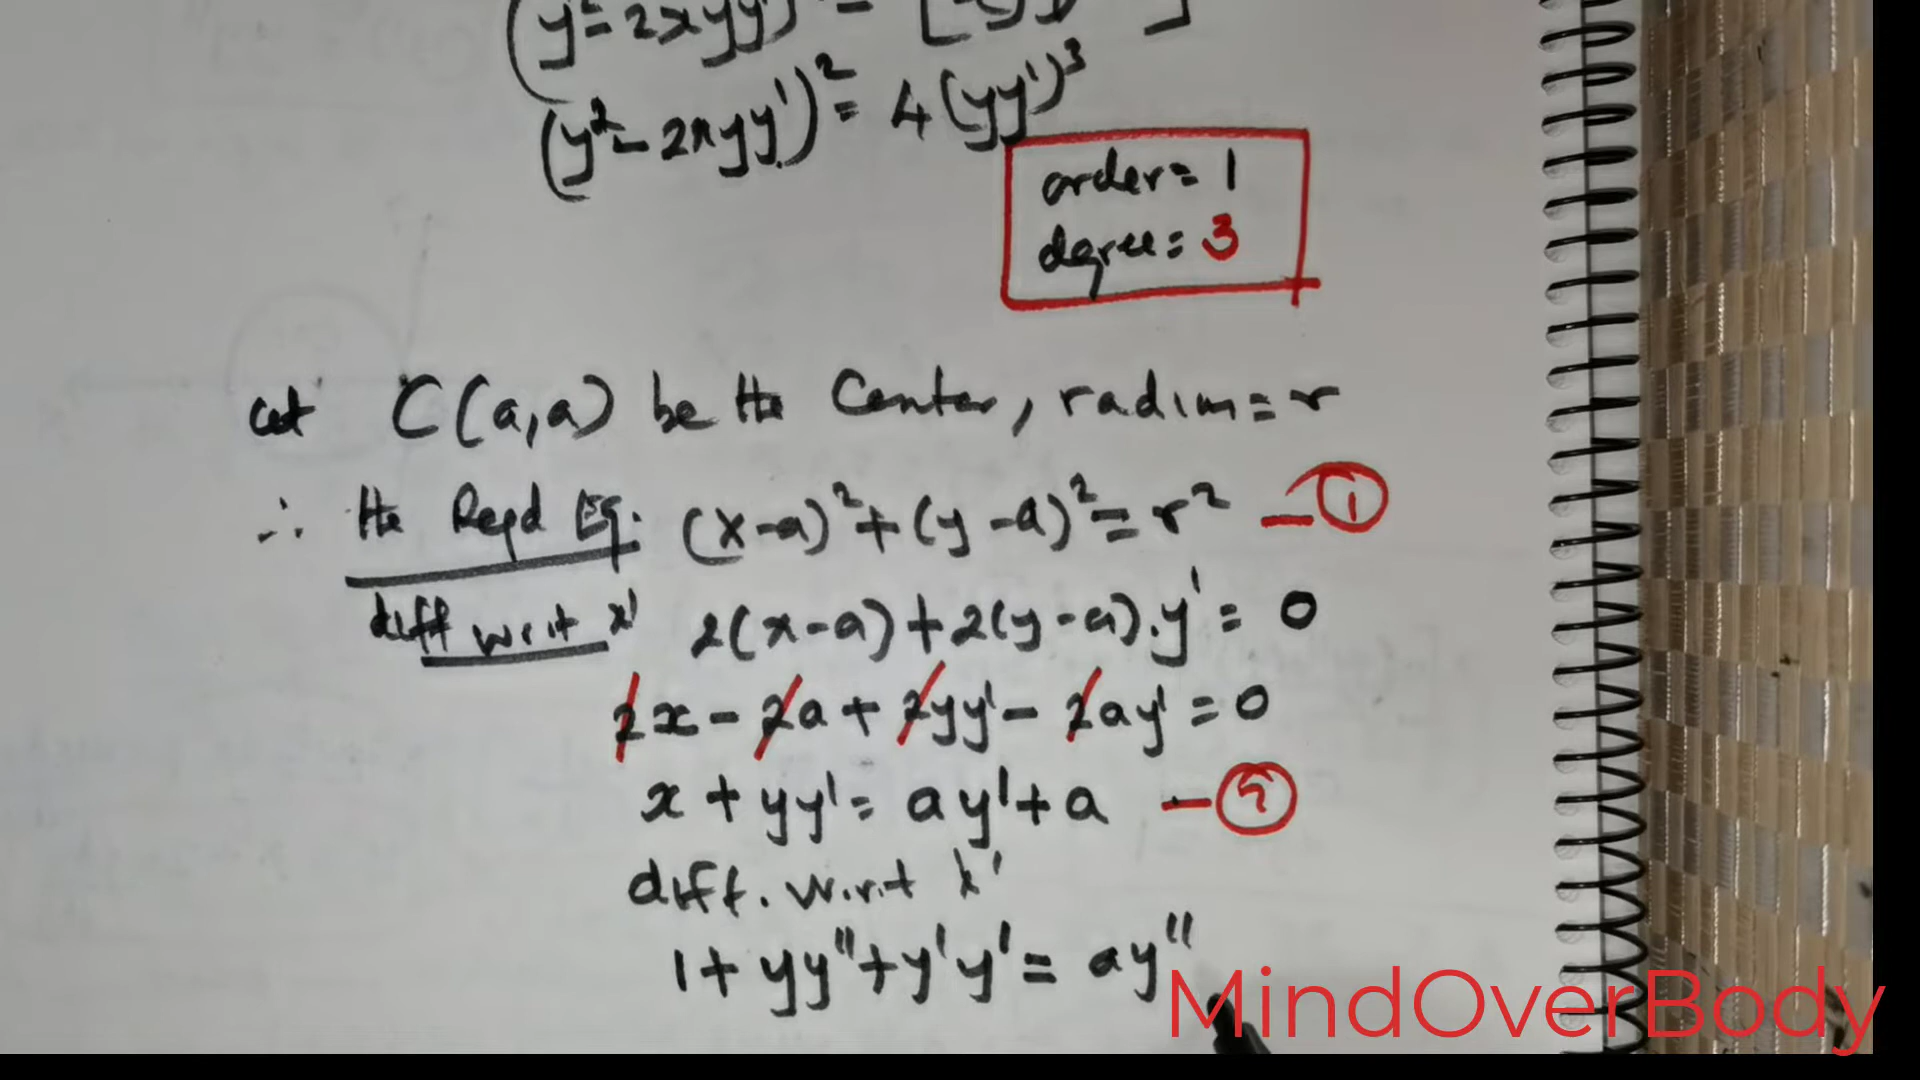 (y²-2xyy')
(y²-2xyy')² = 4(yy')³
order = 1
degree = 3
Let C(a,a) be the Center, radius = r
∴ the Reqd Eq: (x-a)²+(y-a)² = r² - ①
diff w.r.t x' 2(x-a)+2(y-a).y' = 0
2x - 2a + 2yy' - 2ay' = 0
x + yy' = ay' + a - ②
diff. w.r.t x'
1 + yy'' + y'y' = ay''
MindOverBody